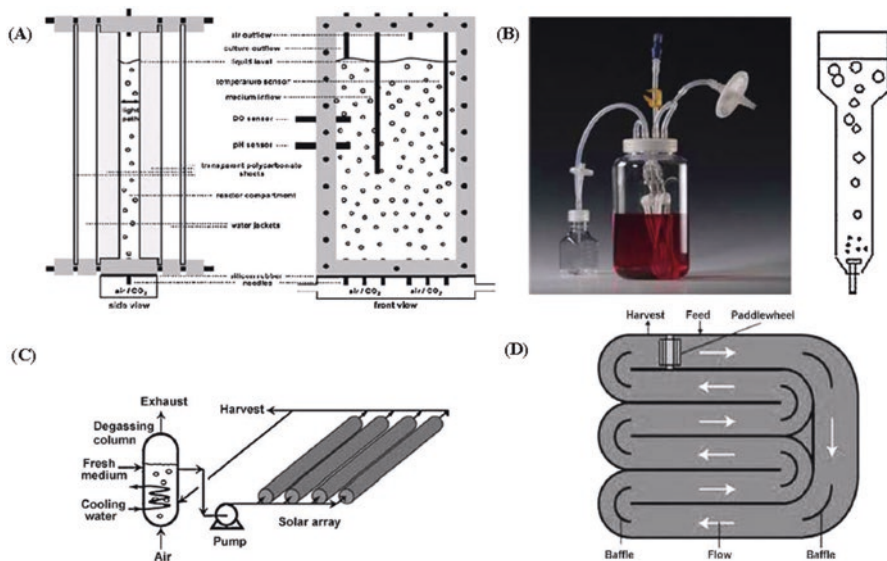 (A)
air outflow
culture outflow
liquid level
temperature sensor
medium inflow
light
path
DO sensor
pH sensor
transparent polycarbonate
sheets
reactor compartment
water jackets
silicon rubber
needles
air / CO₂
side view
air / CO₂ air / CO₂
front view
(B)
(C)
Exhaust
Degassing
column
Fresh
medium
Cooling
water
Air
Pump
Harvest
Solar array
(D)
Harvest Feed Paddlewheel
Baffle Flow Baffle